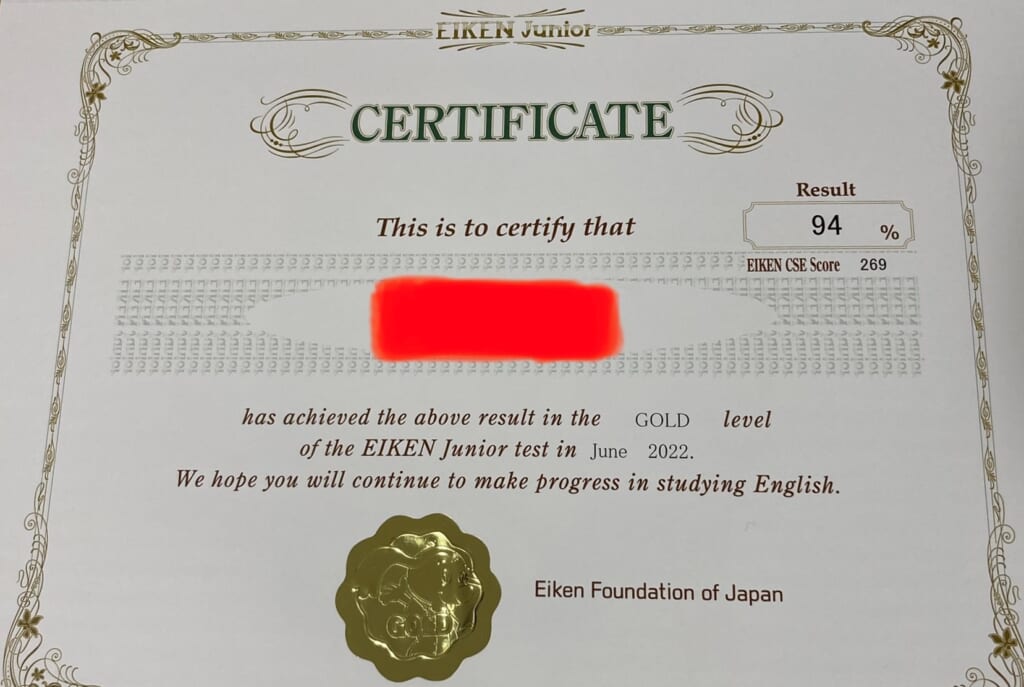 EIKEN Junior
CERTIFICATE
Result
94 %
This is to certify that
EIKEN CSE Score 269
has achieved the above result in the GOLD level
of the EIKEN Junior test in June 2022.
We hope you will continue to make progress in studying English.
GOLD
Eiken Foundation of Japan